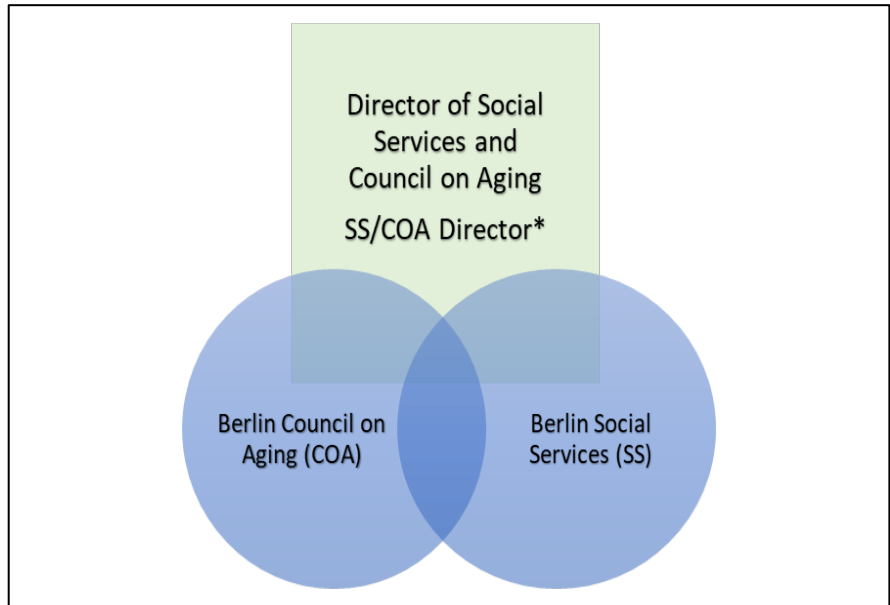 Director of Social
Services and
Council on Aging
SS/COA Director*
Berlin Council on
Aging (COA)
Berlin Social
Services (SS)